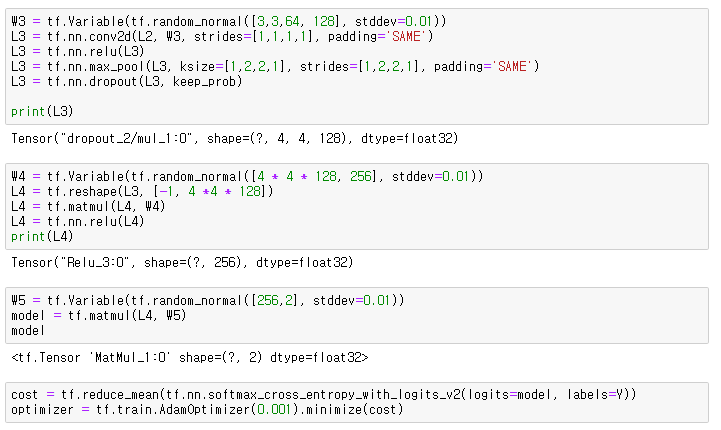 W3 = tf.Variable(tf.random_normal([3,3,64, 128], stddev=0.01))
L3 = tf.nn.conv2d(L2, W3, strides=[1,1,1,1], padding='SAME')
L3 = tf.nn.relu(L3)
L3 = tf.nn.max_pool(L3, ksize=[1,2,2,1], strides=[1,2,2,1], padding='SAME')
L3 = tf.nn.dropout(L3, keep_prob)
print(L3)
Tensor("dropout_2/mul_1:0", shape=(?, 4, 4, 128), dtype=float32)
W4 = tf.Variable(tf.random_normal([4 * 4 * 128, 256], stddev=0.01))
L4 = tf.reshape(L3, [-1, 4 *4 * 128])
L4 = tf.matmul(L4, W4)
L4 = tf.nn.relu(L4)
print(L4)
Tensor("Relu_3:0", shape=(?, 256), dtype=float32)
W5 = tf.Variable(tf.random_normal([256,2], stddev=0.01))
model = tf.matmul(L4, W5)
model
<tf.Tensor 'MatMul_1:0' shape=(?, 2) dtype=float32>
cost = tf.reduce_mean(tf.nn.softmax_cross_entropy_with_logits_v2(logits=model, labels=Y))
optimizer = tf.train.AdamOptimizer(0.001).minimize(cost)